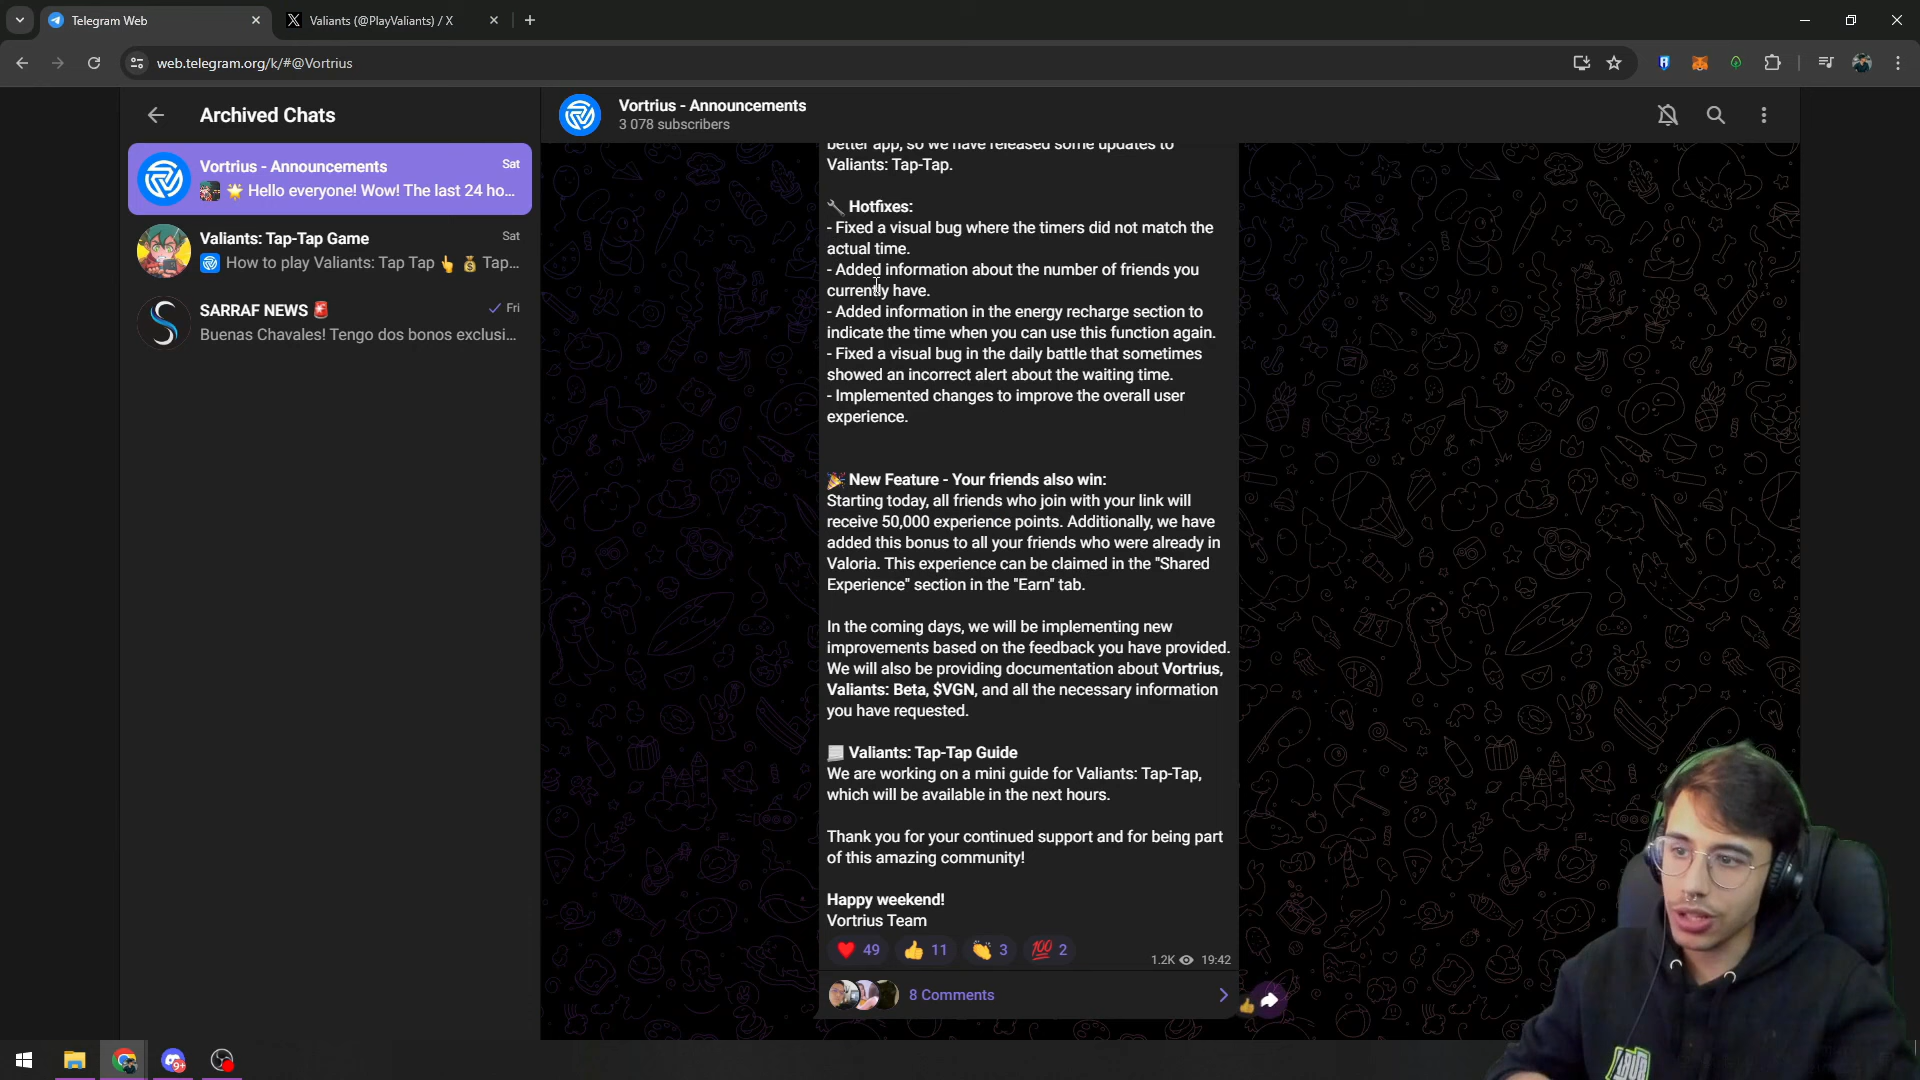 Telegram Web
Valiants (@PlayValiants) / X
web.telegram.org/k/#@Vortrius
Archived Chats
Vortrius - Announcements
Sat
🌟 Hello everyone! Wow! The last 24 ho...
Valiants: Tap-Tap Game
Sat
How to play Valiants: Tap Tap 👆 💰 Tap...
SARRAF NEWS 🚨
Fri
Buenas Chavales! Tengo dos bonos exclusi...
Vortrius - Announcements
3 078 subscribers
better app, so we have released some updates to
Valiants: Tap-Tap.
🔧 Hotfixes:
- Fixed a visual bug where the timers did not match the
actual time.
- Added information about the number of friends you
currently have.
- Added information in the energy recharge section to
indicate the time when you can use this function again.
- Fixed a visual bug in the daily battle that sometimes
showed an incorrect alert about the waiting time.
- Implemented changes to improve the overall user
experience.
🎉 New Feature - Your friends also win:
Starting today, all friends who join with your link will
receive 50,000 experience points. Additionally, we have
added this bonus to all your friends who were already in
Valoria. This experience can be claimed in the "Shared
Experience" section in the "Earn" tab.
In the coming days, we will be implementing new
improvements based on the feedback you have provided.
We will also be providing documentation about Vortrius,
Valiants: Beta, $VGN, and all the necessary information
you have requested.
📃 Valiants: Tap-Tap Guide
We are working on a mini guide for Valiants: Tap-Tap,
which will be available in the next hours.
Thank you for your continued support and for being part
of this amazing community!
Happy weekend!
Vortrius Team
❤️ 49 👍 11 👏 3 💯 2
1.2K 19:42
8 Comments
9+